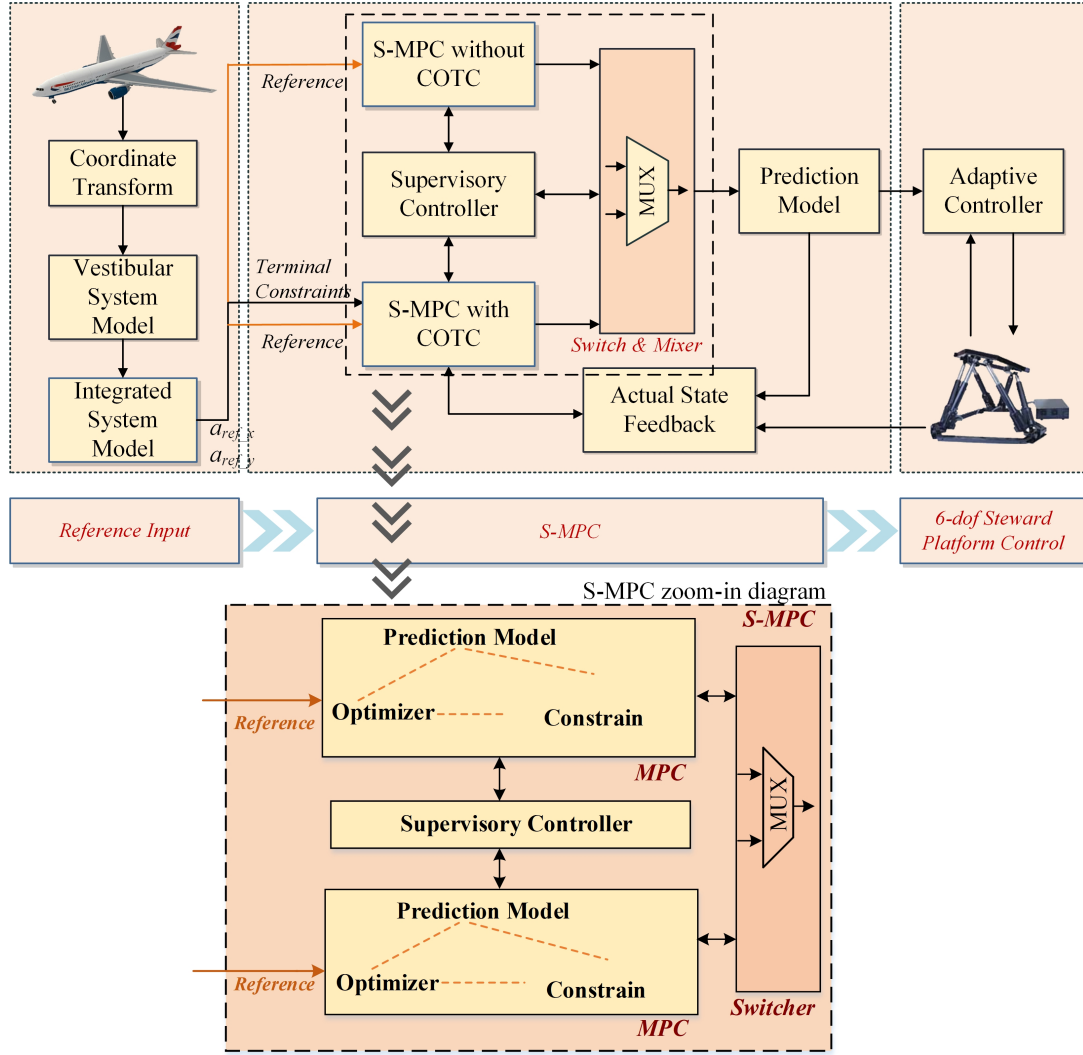 Coordinate
Transform
Vestibular
System
Model
Integrated
System
Model
a_ref_x
a_ref_y
Reference
Terminal
Constraints
Reference
S-MPC without
COTC
Supervisory
Controller
S-MPC with
COTC
MUX
Switch & Mixer
Prediction
Model
Actual State
Feedback
Adaptive
Controller
Reference Input
S-MPC
6-dof Steward
Platform Control
S-MPC zoom-in diagram
S-MPC
Prediction Model
Reference
Optimizer
Constrain
MPC
Supervisory Controller
MUX
Prediction Model
Reference
Optimizer
Constrain
MPC
Switcher